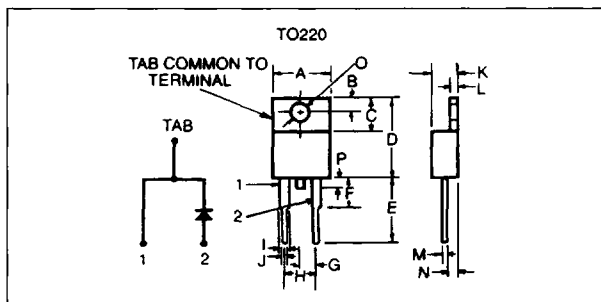 TO220
TAB COMMON TO
TERMINAL
A
O
B
C
D
K
L
TAB
P
1
F
2
E
I
J
H
G
M
N
1
2